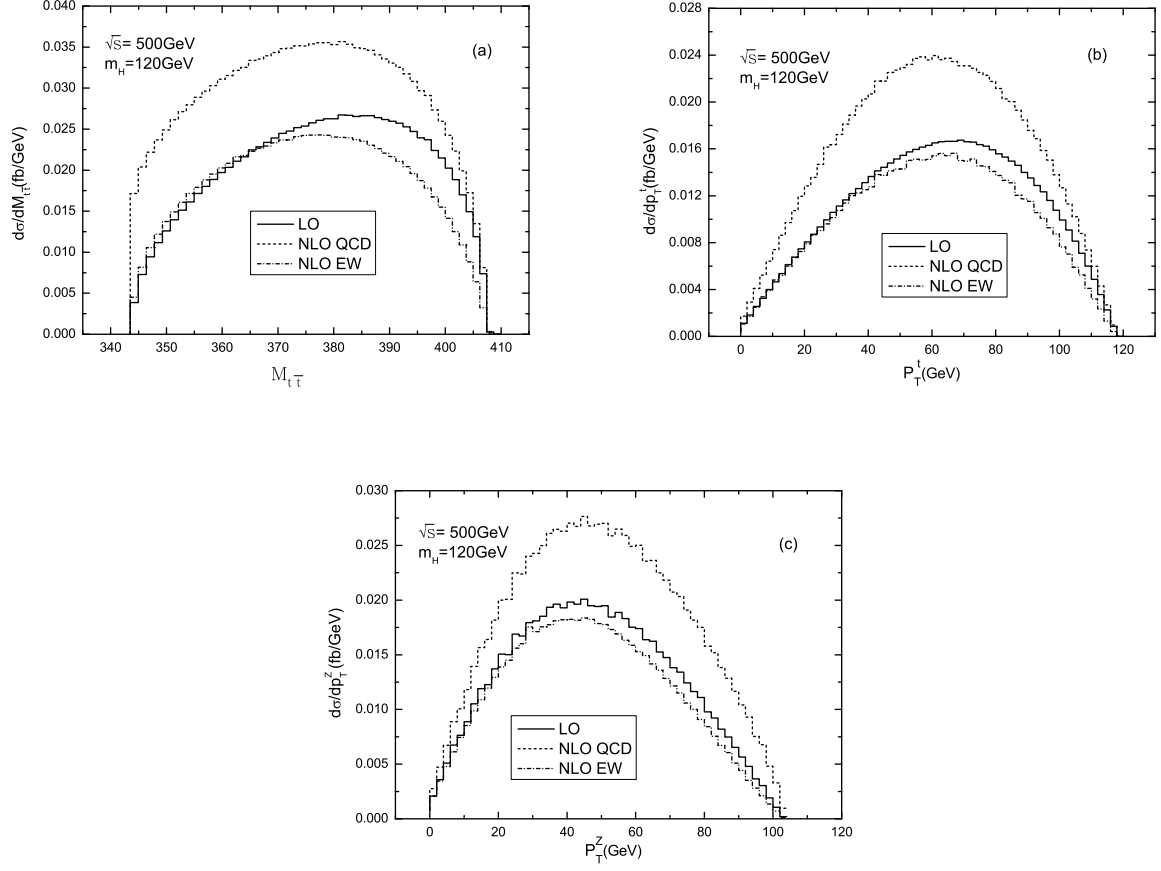 0.040
0.035
0.030
0.025
0.020
0.015
0.010
0.005
0.000
dσ/dM_{t\bar{t}}(fb/GeV)
√S= 500GeV
m_H=120GeV
(a)
LO
NLO QCD
NLO EW
340 350 360 370 380 390 400 410
M_{t\bar{t}}
0.028
0.024
0.020
0.016
0.012
0.008
0.004
0.000
dσ/dp_T^t(fb/GeV)
√S= 500GeV
m_H=120GeV
(b)
LO
NLO QCD
NLO EW
0 20 40 60 80 100 120
P_T^t(GeV)
0.030
0.025
0.020
0.015
0.010
0.005
0.000
dσ/dp_T^Z(fb/GeV)
√S= 500GeV
m_H=120GeV
(c)
LO
NLO QCD
NLO EW
0 20 40 60 80 100 120
P_T^Z(GeV)